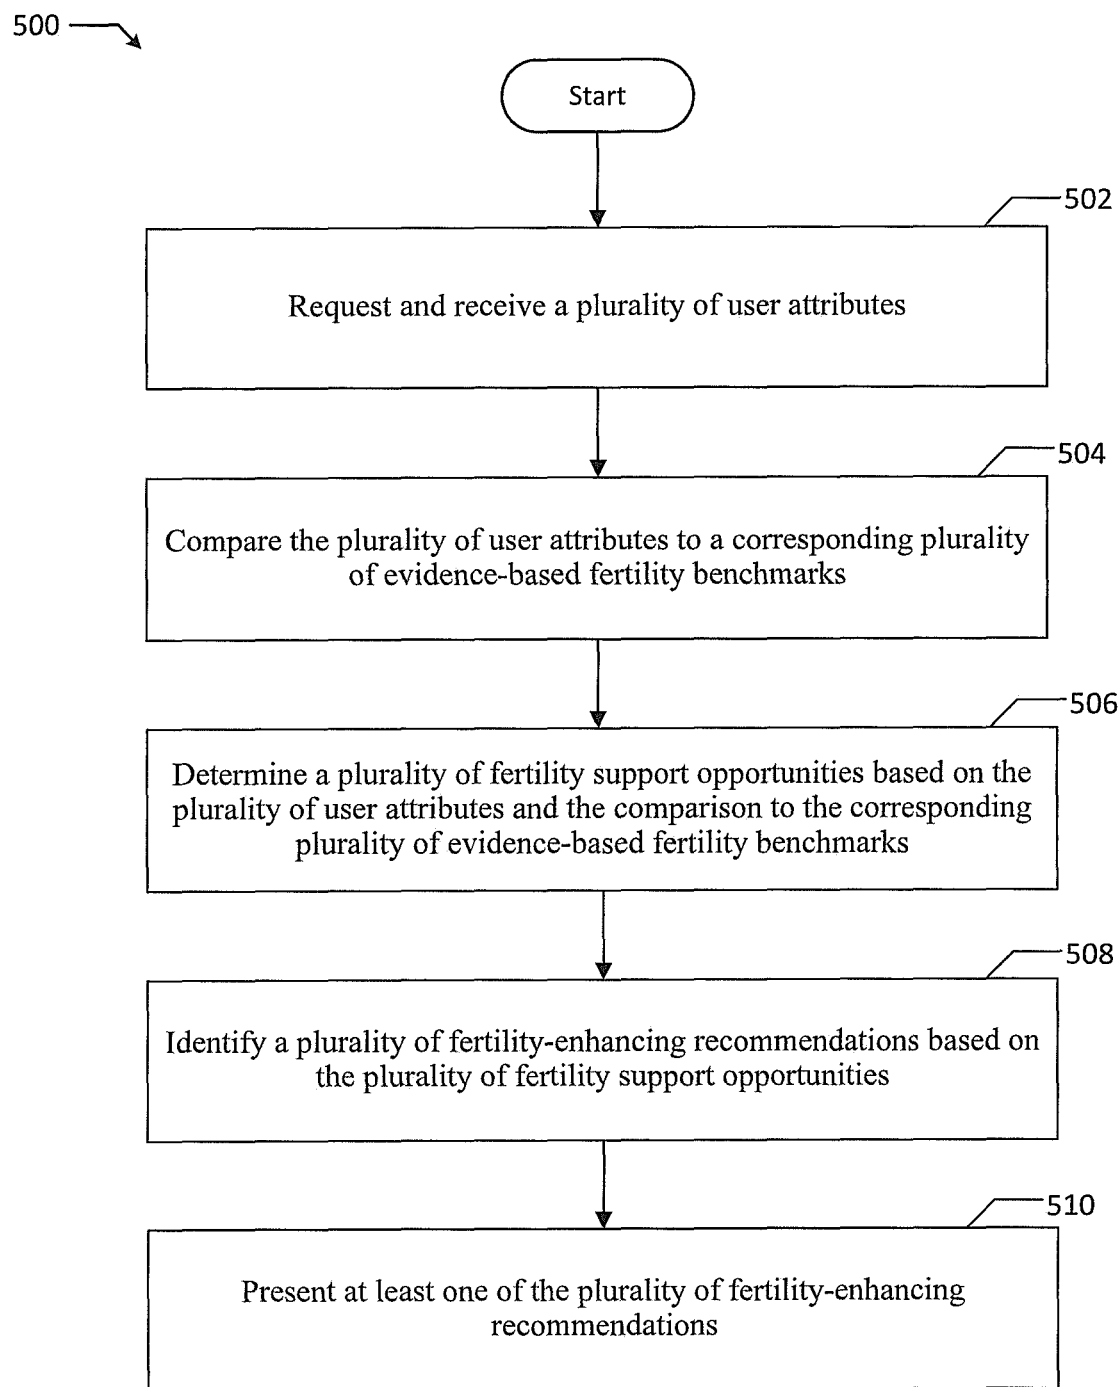 500
Start
502
Request and receive a plurality of user attributes
504
Compare the plurality of user attributes to a corresponding plurality
of evidence-based fertility benchmarks
506
Determine a plurality of fertility support opportunities based on the
plurality of user attributes and the comparison to the corresponding
plurality of evidence-based fertility benchmarks
508
Identify a plurality of fertility-enhancing recommendations based on
the plurality of fertility support opportunities
510
Present at least one of the plurality of fertility-enhancing
recommendations